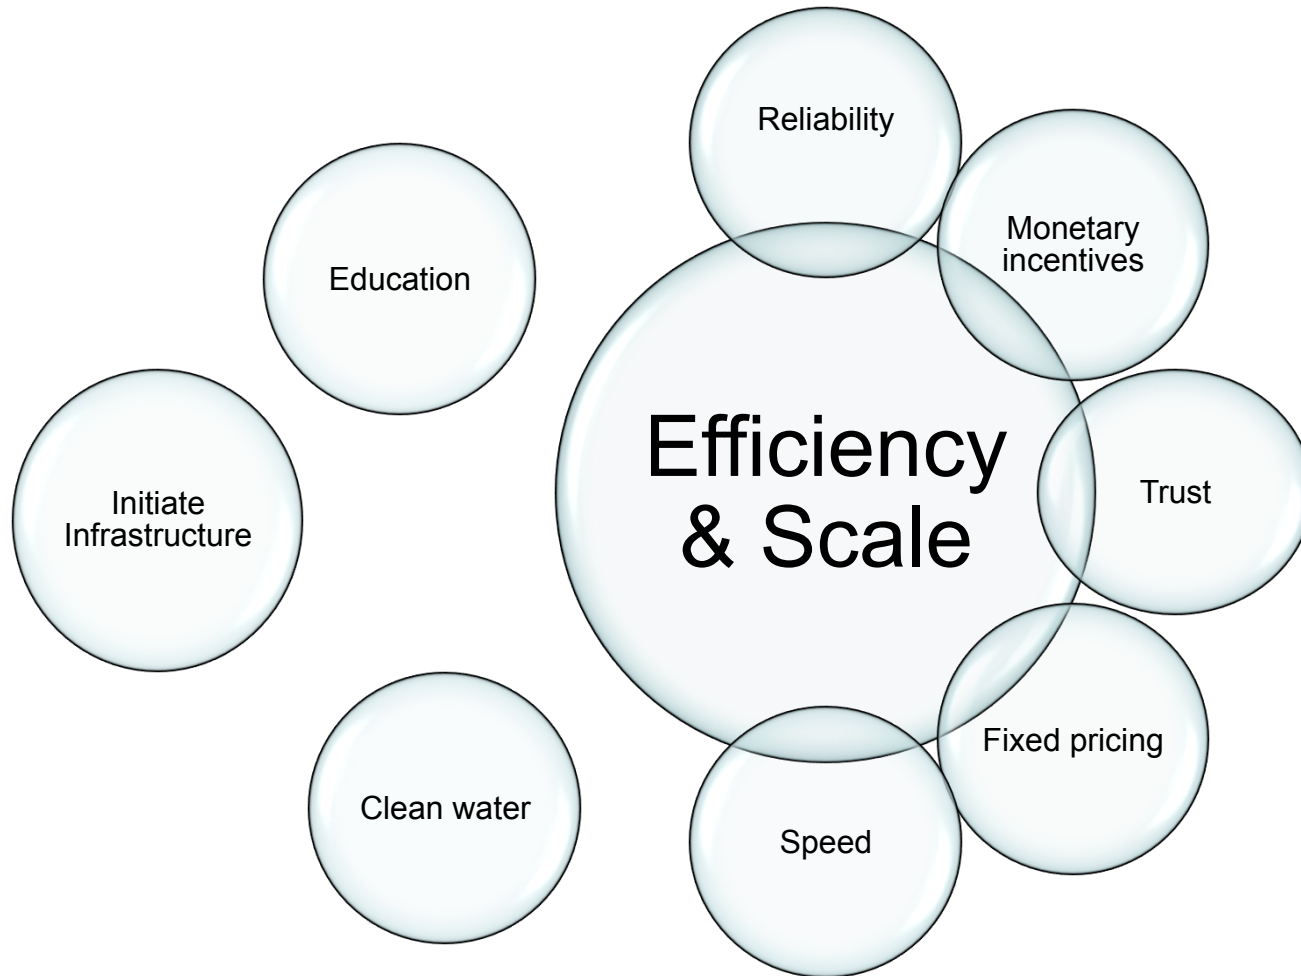 Reliability
Monetary
incentives
Education
Efficiency
& Scale
Trust
Initiate
Infrastructure
Fixed pricing
Clean water
Speed